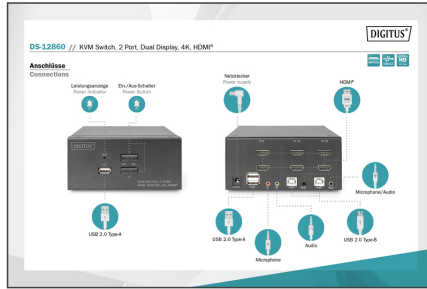 DIGITUS®
DS-12860 // KVM Switch, 2 Port, Dual Display, 4K, HDMI®
Anschlüsse
Connections
Leistungsanzeige
Power indicator
Ein-/Aus-Schalter
Power Button
Netzstecker
Power supply
HDMI®
DIGITUS
USB 2.0 Type-A
USB 2.0 Type-A
Microphone
Audio
USB 2.0 Type-B
Microphone/Audio